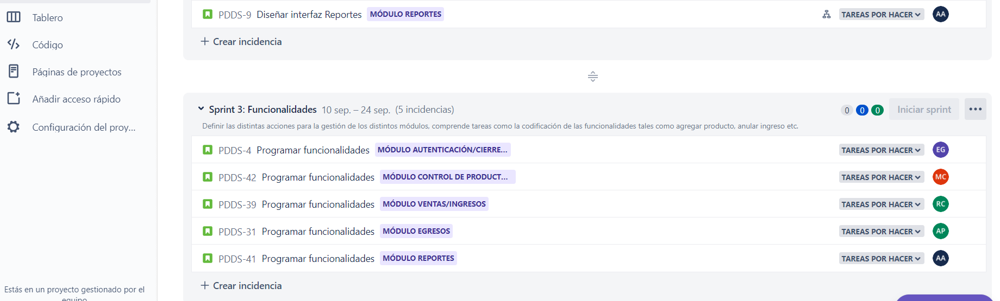 Tablero
Código
Páginas de proyectos
Añadir acceso rápido
Configuración del proy...
Estás en un proyecto gestionado por el
equipo
PDDS-9 Diseñar interfaz Reportes MÓDULO REPORTES TAREAS POR HACER AA
+ Crear incidencia
Sprint 3: Funcionalidades 10 sep. – 24 sep. (5 incidencias) 0 0 0 Iniciar sprint ...
Definir las distintas acciones para la gestión de los distintos módulos, comprende tareas como la codificación de las funcionalidades tales como agregar producto, anular ingreso etc.
PDDS-4 Programar funcionalidades MÓDULO AUTENTICACIÓN/CIERRE... TAREAS POR HACER EG
PDDS-42 Programar funcionalidades MÓDULO CONTROL DE PRODUCT... TAREAS POR HACER MC
PDDS-39 Programar funcionalidades MÓDULO VENTAS/INGRESOS TAREAS POR HACER RC
PDDS-31 Programar funcionalidades MÓDULO EGRESOS TAREAS POR HACER AP
PDDS-41 Programar funcionalidades MÓDULO REPORTES TAREAS POR HACER AA
+ Crear incidencia